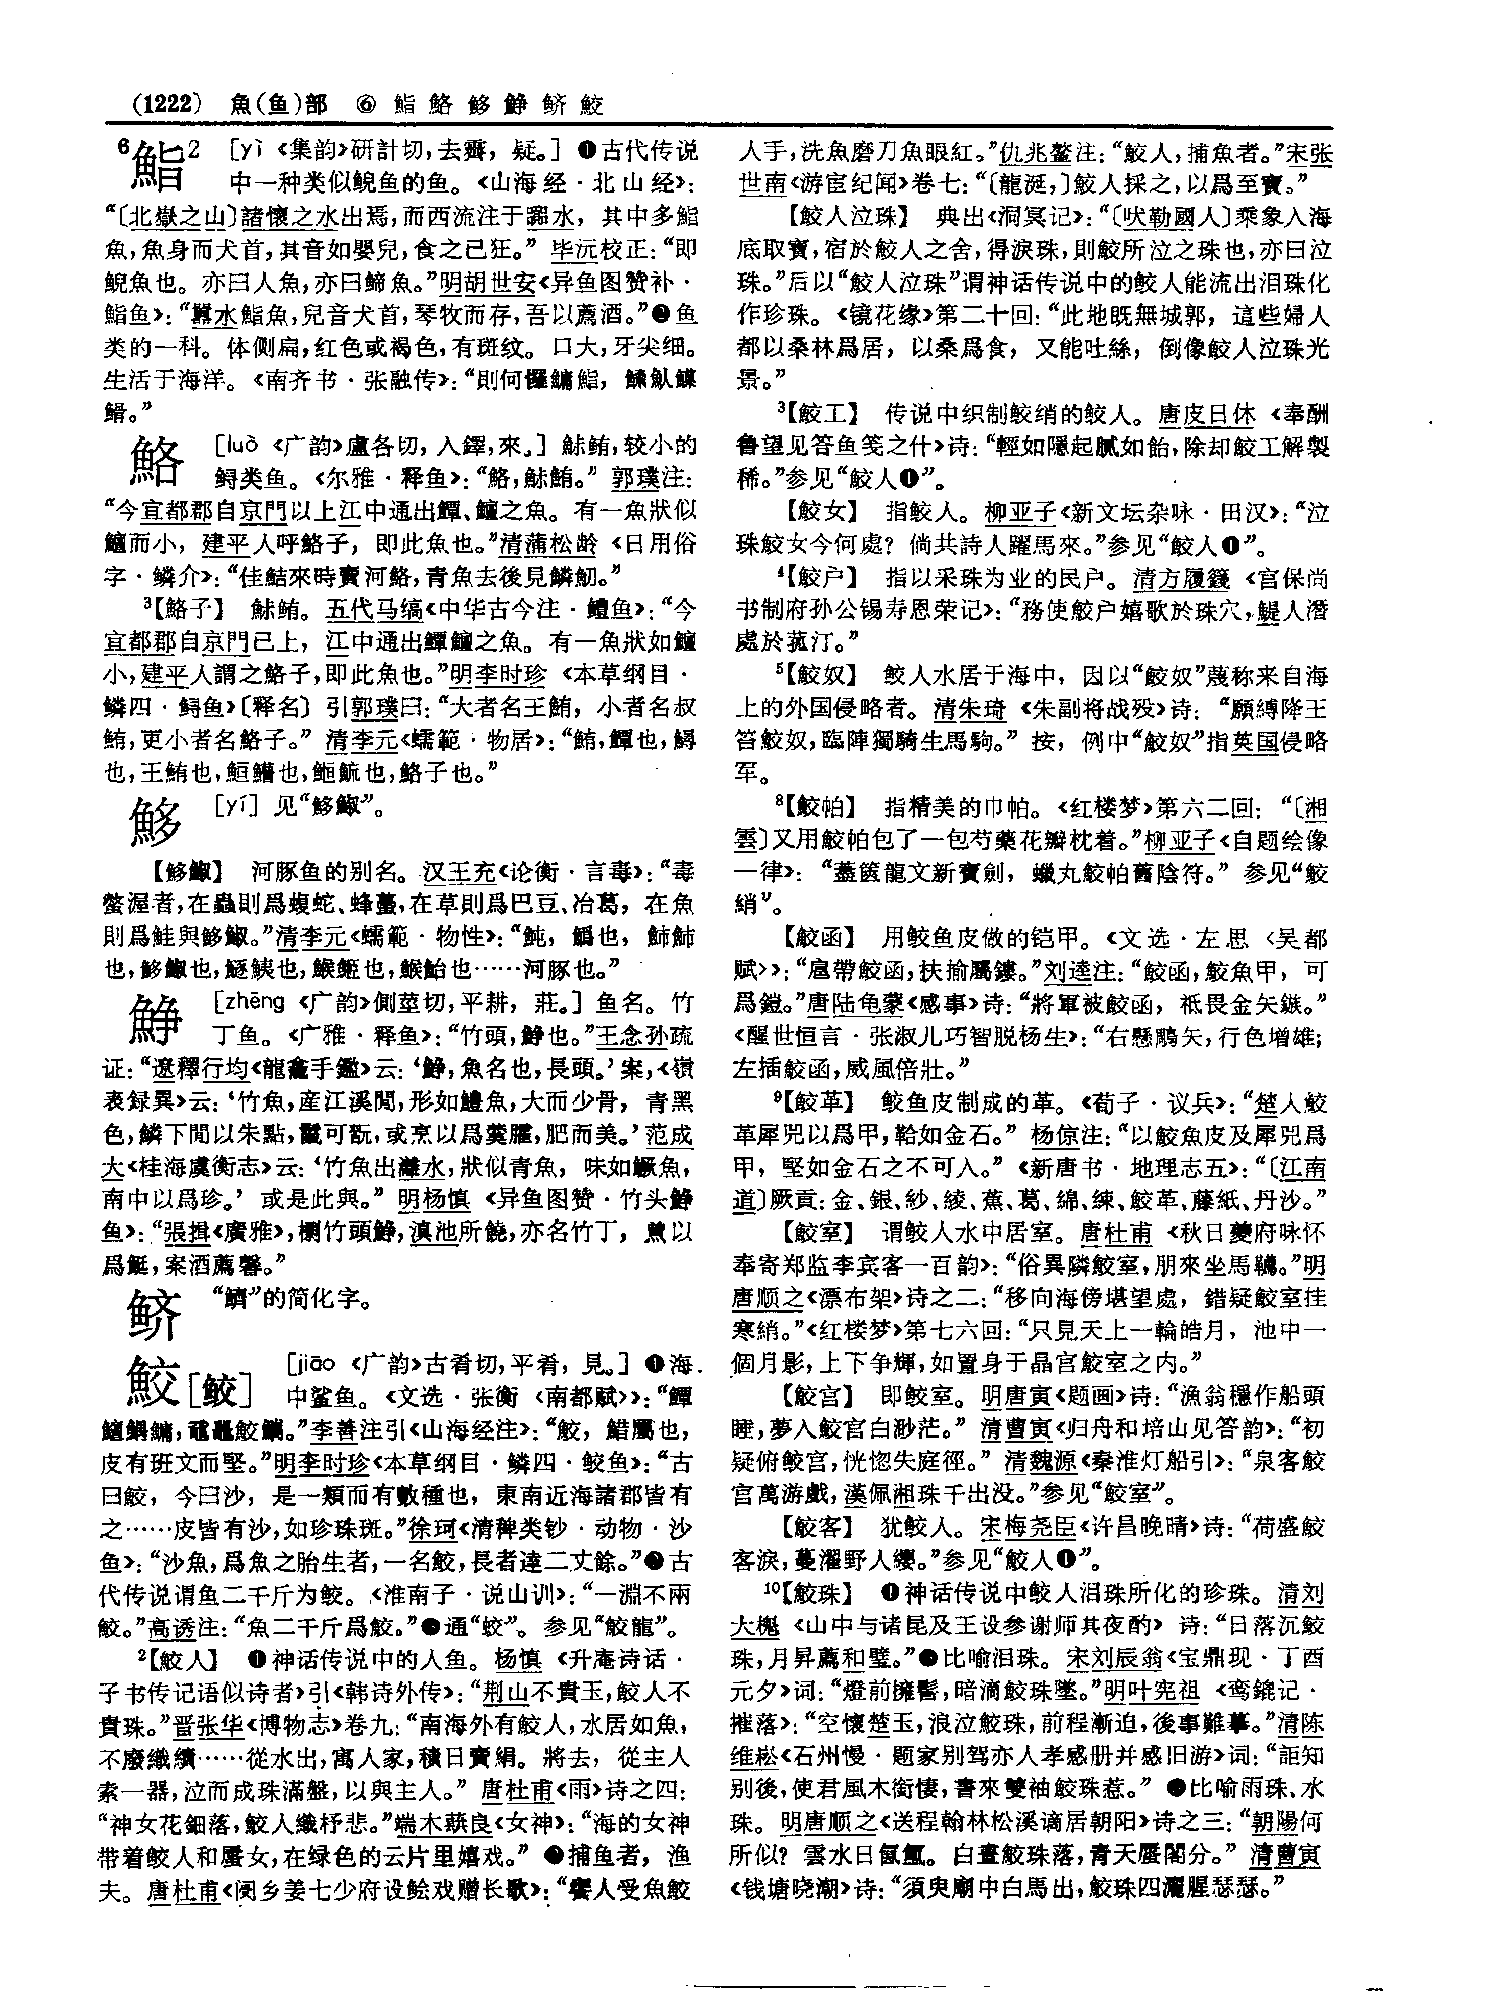 (1222) 魚(鱼)部 ⑥ 鮨 鮥 鉹 鮩 鲚 鮫
6鮨2 [yì《集韵》研計切,去霽,疑。] ❶古代传说
中一种类似鲵鱼的鱼。《山海经·北山经》:
“〔北嶽之山〕諸懷之水出焉,而西流注于囂水,其中多鮨
魚,魚身而犬首,其音如嬰兒,食之已狂。” 毕沅校正:“即
鯢魚也。亦曰人魚,亦曰鯑魚。”明胡世安《异鱼图赞补·
鮨鱼》:“囂水鮨魚,兒音犬首,琴牧而存,吾以薦酒。”❷鱼
类的一科。体侧扁,红色或褐色,有斑纹。口大,牙尖细。
生活于海洋。《南齐书·张融传》:“則何鮨,
。”
鮥 [luò《广韵》盧各切,入鐸,來。] 鮛鲔,较小的
鲟类鱼。《尔雅·释鱼》:“鮥,鮛鮪。” 郭璞注:
“今宜都郡自京門以上江中通出鱏、鱣之魚。有一魚狀似
鱣而小,建平人呼鮥子,即此魚也。”清蒲松龄《日用俗
字·鳞介》:“佳鮚來時賣河鮥,青魚去後見鱗魛。”
3【鮥子】 鮛鲔。五代马缟《中华古今注·鳢鱼》:“今
宜都郡自京門已上,江中通出鱏鱣之魚。有一魚狀如鱣
小,建平人謂之鮥子,即此魚也。”明李时珍《本草纲目·
鳞四·鲟鱼》〔释名〕引郭璞曰:“大者名王鮪,小者名叔
鮪,更小者名鮥子。” 清李元《蠕範·物居》:“鮪,鱏也,鱘
也,王鮪也,也,也,鮥子也。”
[yí] 见“”。
【】 河豚鱼的别名。汉王充《论衡·言毒》:“毒
螫渥者,在蟲則爲蝮蛇、蜂蠆,在草則爲巴豆、冶葛,在魚
則爲鮭與。”清李元《蠕範·物性》:“魨,也,魳魳
也,也,也,也,也……河豚也。”
[zhēng《广韵》側莖切,平耕,莊。] 鱼名。竹
丁鱼。《广雅·释鱼》:“竹頭,也。”王念孙疏
证:“遼釋行均《龍龕手鑑》云:‘,魚名也,長頭。’案,《嶺
表録異》云:‘竹魚,産江溪間,形如鱧魚,大而少骨,青黑
色,鱗下間以朱點,可翫,或烹以爲羹臛,肥而美。’范成
大《桂海虞衡志》云:‘竹魚出灕水,狀似青魚,味如鱖魚,
南中以爲珍。’ 或是此與。” 明杨慎《异鱼图赞·竹头
鱼》:“張揖《廣雅》,竹頭,滇池所饒,亦名竹丁,以
爲鯅,案酒薦馨。”
鲚 “鱭”的简化字。
鮫[鲛] [jiāo《广韵》古肴切,平肴,見。] ❶海
中鲨鱼。《文选·张衡〈南都赋〉》:“鱏
鱣鰅鱅,黿鼉鮫。”李善注引《山海经注》:“鮫,䱜屬也,
皮有班文而堅。”明李时珍《本草纲目·鳞四·鲛鱼》:“古
曰鮫,今曰沙,是一類而有數種也,東南近海諸郡皆有
之……皮皆有沙,如珍珠斑。”徐珂《清稗类钞·动物·沙
鱼》:“沙魚,爲魚之胎生者,一名鮫,長者達二丈餘。”❷古
代传说谓鱼二千斤为鲛。《淮南子·说山训》:“一淵不兩
鮫。”高诱注:“魚二千斤爲鮫。”❸通“蛟”。参见“鮫龍”。
2【鮫人】 ❶神话传说中的人鱼。杨慎《升庵诗话·
子书传记语似诗者》引《韩诗外传》:“荆山不貴玉,鮫人不
貴珠。”晋张华《博物志》卷九:“南海外有鮫人,水居如魚,
不廢織績……從水出,寓人家,積日賣絹。將去,從主人
索一器,泣而成珠滿盤,以與主人。” 唐杜甫《雨》诗之四:
“神女花鈿落,鮫人織杼悲。”端木蕻良《女神》:“海的女神
带着鲛人和蜃女,在绿色的云片里嬉戏。” ❷捕鱼者,渔
夫。唐杜甫《阌乡姜七少府设鲙戏赠长歌》:“饔人受魚鮫
人手,洗魚磨刀魚眼紅。”仇兆鳌注:“鮫人,捕魚者。”宋张
世南《游宦纪闻》卷七:“〔龍涎,〕鮫人採之,以爲至寶。”
【鮫人泣珠】 典出《洞冥记》:“〔吠勒國人〕乘象入海
底取寶,宿於鮫人之舍,得淚珠,則鮫所泣之珠也,亦曰泣
珠。”后以“鮫人泣珠”谓神话传说中的鲛人能流出泪珠化
作珍珠。《镜花缘》第二十回:“此地既無城郭,這些婦人
都以桑林爲居,以桑爲食,又能吐絲,倒像鮫人泣珠光
景。”
3【鮫工】 传说中织制鲛绡的鲛人。唐皮日休《奉酬
鲁望见答鱼笺之什》诗:“輕如隱起膩如飴,除却鮫工解製
稀。”参见“鮫人❶”。
【鮫女】 指鲛人。柳亚子《新文坛杂咏·田汉》:“泣
珠鮫女今何處?倘共詩人躍馬來。”参见“鮫人❶”。
4【鮫户】 指以采珠为业的民户。清方履籛《宫保尚
书制府孙公锡寿恩荣记》:“務使鮫户嬉歌於珠穴,鯷人潛
處於菰汀。”
5【鮫奴】 鲛人水居于海中,因以“鮫奴”蔑称来自海
上的外国侵略者。清朱琦《朱副将战殁》诗:“願縛降王
笞鮫奴,臨陣獨騎生馬駒。” 按,例中“鮫奴”指英国侵略
军。
8【鮫帕】 指精美的巾帕。《红楼梦》第六二回:“〔湘
雲〕又用鮫帕包了一包芍藥花瓣枕着。”柳亚子《自题绘像
一律》:“盡篋龍文新寶劍,蠟丸鮫帕舊陰符。” 参见“鮫
綃”。
【鮫函】 用鲛鱼皮做的铠甲。《文选·左思〈吴都
赋〉》:“扈帶鮫函,扶揄屬鏤。”刘逵注:“鮫函,鮫魚甲,可
爲鎧。”唐陆龟蒙《感事》诗:“將軍被鮫函,祇畏金矢鏃。”
《醒世恒言·张淑儿巧智脱杨生》:“右懸鵰矢,行色增雄;
左插鮫函,威風倍壯。”
9【鮫革】 鲛鱼皮制成的革。《荀子·议兵》:“楚人鮫
革犀兕以爲甲,鞈如金石。” 杨倞注:“以鮫魚皮及犀兕爲
甲,堅如金石之不可入。” 《新唐书·地理志五》:“〔江南
道〕厥貢:金、銀、紗、綾、蕉、葛、綿、練、鮫革、藤紙、丹沙。”
【鮫室】 谓鲛人水中居室。唐杜甫《秋日夔府咏怀
奉寄郑监李宾客一百韵》:“俗異隣鮫室,朋來坐馬韉。”明
唐顺之《漂布架》诗之二:“移向海傍堪望處,錯疑鮫室挂
寒綃。”《红楼梦》第七六回:“只見天上一輪皓月,池中一
個月影,上下争輝,如置身于晶宫鮫室之内。”
【鮫宫】 即鲛室。明唐寅《题画》诗:“漁翁穩作船頭
睡,夢入鮫宫白渺茫。” 清曹寅《归舟和培山见答韵》:“初
疑俯鮫宫,恍惚失庭徑。” 清魏源《秦淮灯船引》:“泉客鮫
宫萬游戲,漢佩湘珠千出没。”参见“鮫室”。
【鮫客】 犹鲛人。宋梅尧臣《许昌晚晴》诗:“荷盛鮫
客淚,蔓濯野人纓。”参见“鮫人❶”。
10【鮫珠】 ❶神话传说中鲛人泪珠所化的珍珠。清刘
大櫆《山中与诸昆及王设参谢师其夜酌》诗:“日落沉鮫
珠,月昇薦和璧。”❷比喻泪珠。宋刘辰翁《宝鼎现·丁酉
元夕》词:“燈前擁髻,暗滴鮫珠墜。”明叶宪祖《鸾鎞记·
摧落》:“空懷楚玉,浪泣鮫珠,前程漸迫,後事難摹。”清陈
维崧《石州慢·题家别驾亦人孝感册并感旧游》词:“詎知
别後,使君風木銜悽,書來雙袖鮫珠惹。” ❸比喻雨珠、水
珠。明唐顺之《送程翰林松溪谪居朝阳》诗之三:“朝陽何
所似?雲水日氤氲。白晝鮫珠落,青天蜃閣分。” 清曹寅
《钱塘晓潮》诗:“須臾廟中白馬出,鮫珠四灑腥瑟瑟。”